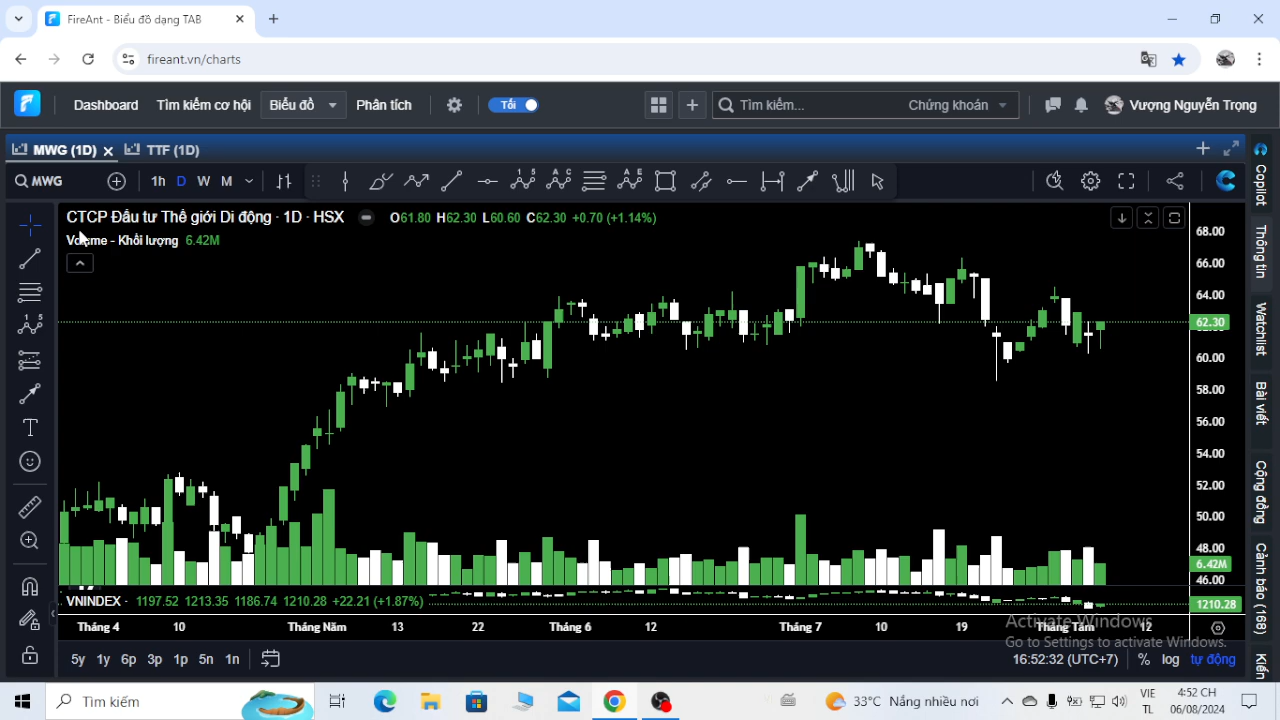 FireAnt - Biểu đồ dạng TAB
fireant.vn/charts
Dashboard Tìm kiếm cơ hội Biểu đồ Phân tích Tối Tìm kiếm... Chứng khoán Vượng Nguyễn Trọng
MWG (1D) TTF (1D)
MWG 1h D W M
CTCP Đầu tư Thế giới Di động · 1D · HSX O61.80 H62.30 L60.60 C62.30 +0.70 (+1.14%)
Volume - Khối lượng 6.42M
68.00
66.00
64.00
62.30
60.00
58.00
56.00
54.00
52.00
50.00
48.00
6.42M
46.00
VNINDEX · 1197.52 1213.35 1186.74 1210.28 +22.21 (+1.87%)
1210.28
Tháng 4 10 Tháng Năm 13 22 Tháng 6 12 Tháng 7 10 19 Tháng Tám 12
Activate Windows
Go to Settings to activate Windows.
5y 1y 6p 3p 1p 5n 1n 16:52:32 (UTC+7) % log tự động
Copilot
Thông tin
Watchlist
Bài viết
Cộng đồng
Cảnh báo (168)
Tìm kiếm 33°C Nắng nhiều nơi VIE 4:52 CH
TL 06/08/2024